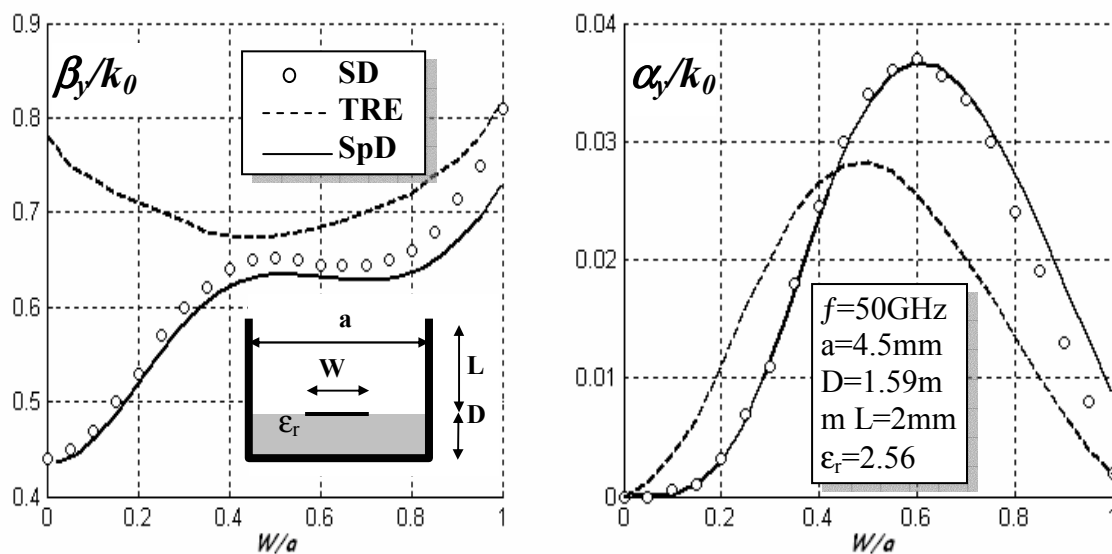 0.9
0.8
0.7
0.6
0.5
0.4
0
0.2
0.4
0.6
0.8
1
W/a
βy/k0
SD
TRE
SpD
a
W
L
D
εr
0.04
0.03
0.02
0.01
0
0
0.2
0.4
0.6
0.8
1
W/a
αy/k0
f=50GHz
a=4.5mm
D=1.59m
m L=2mm
εr=2.56